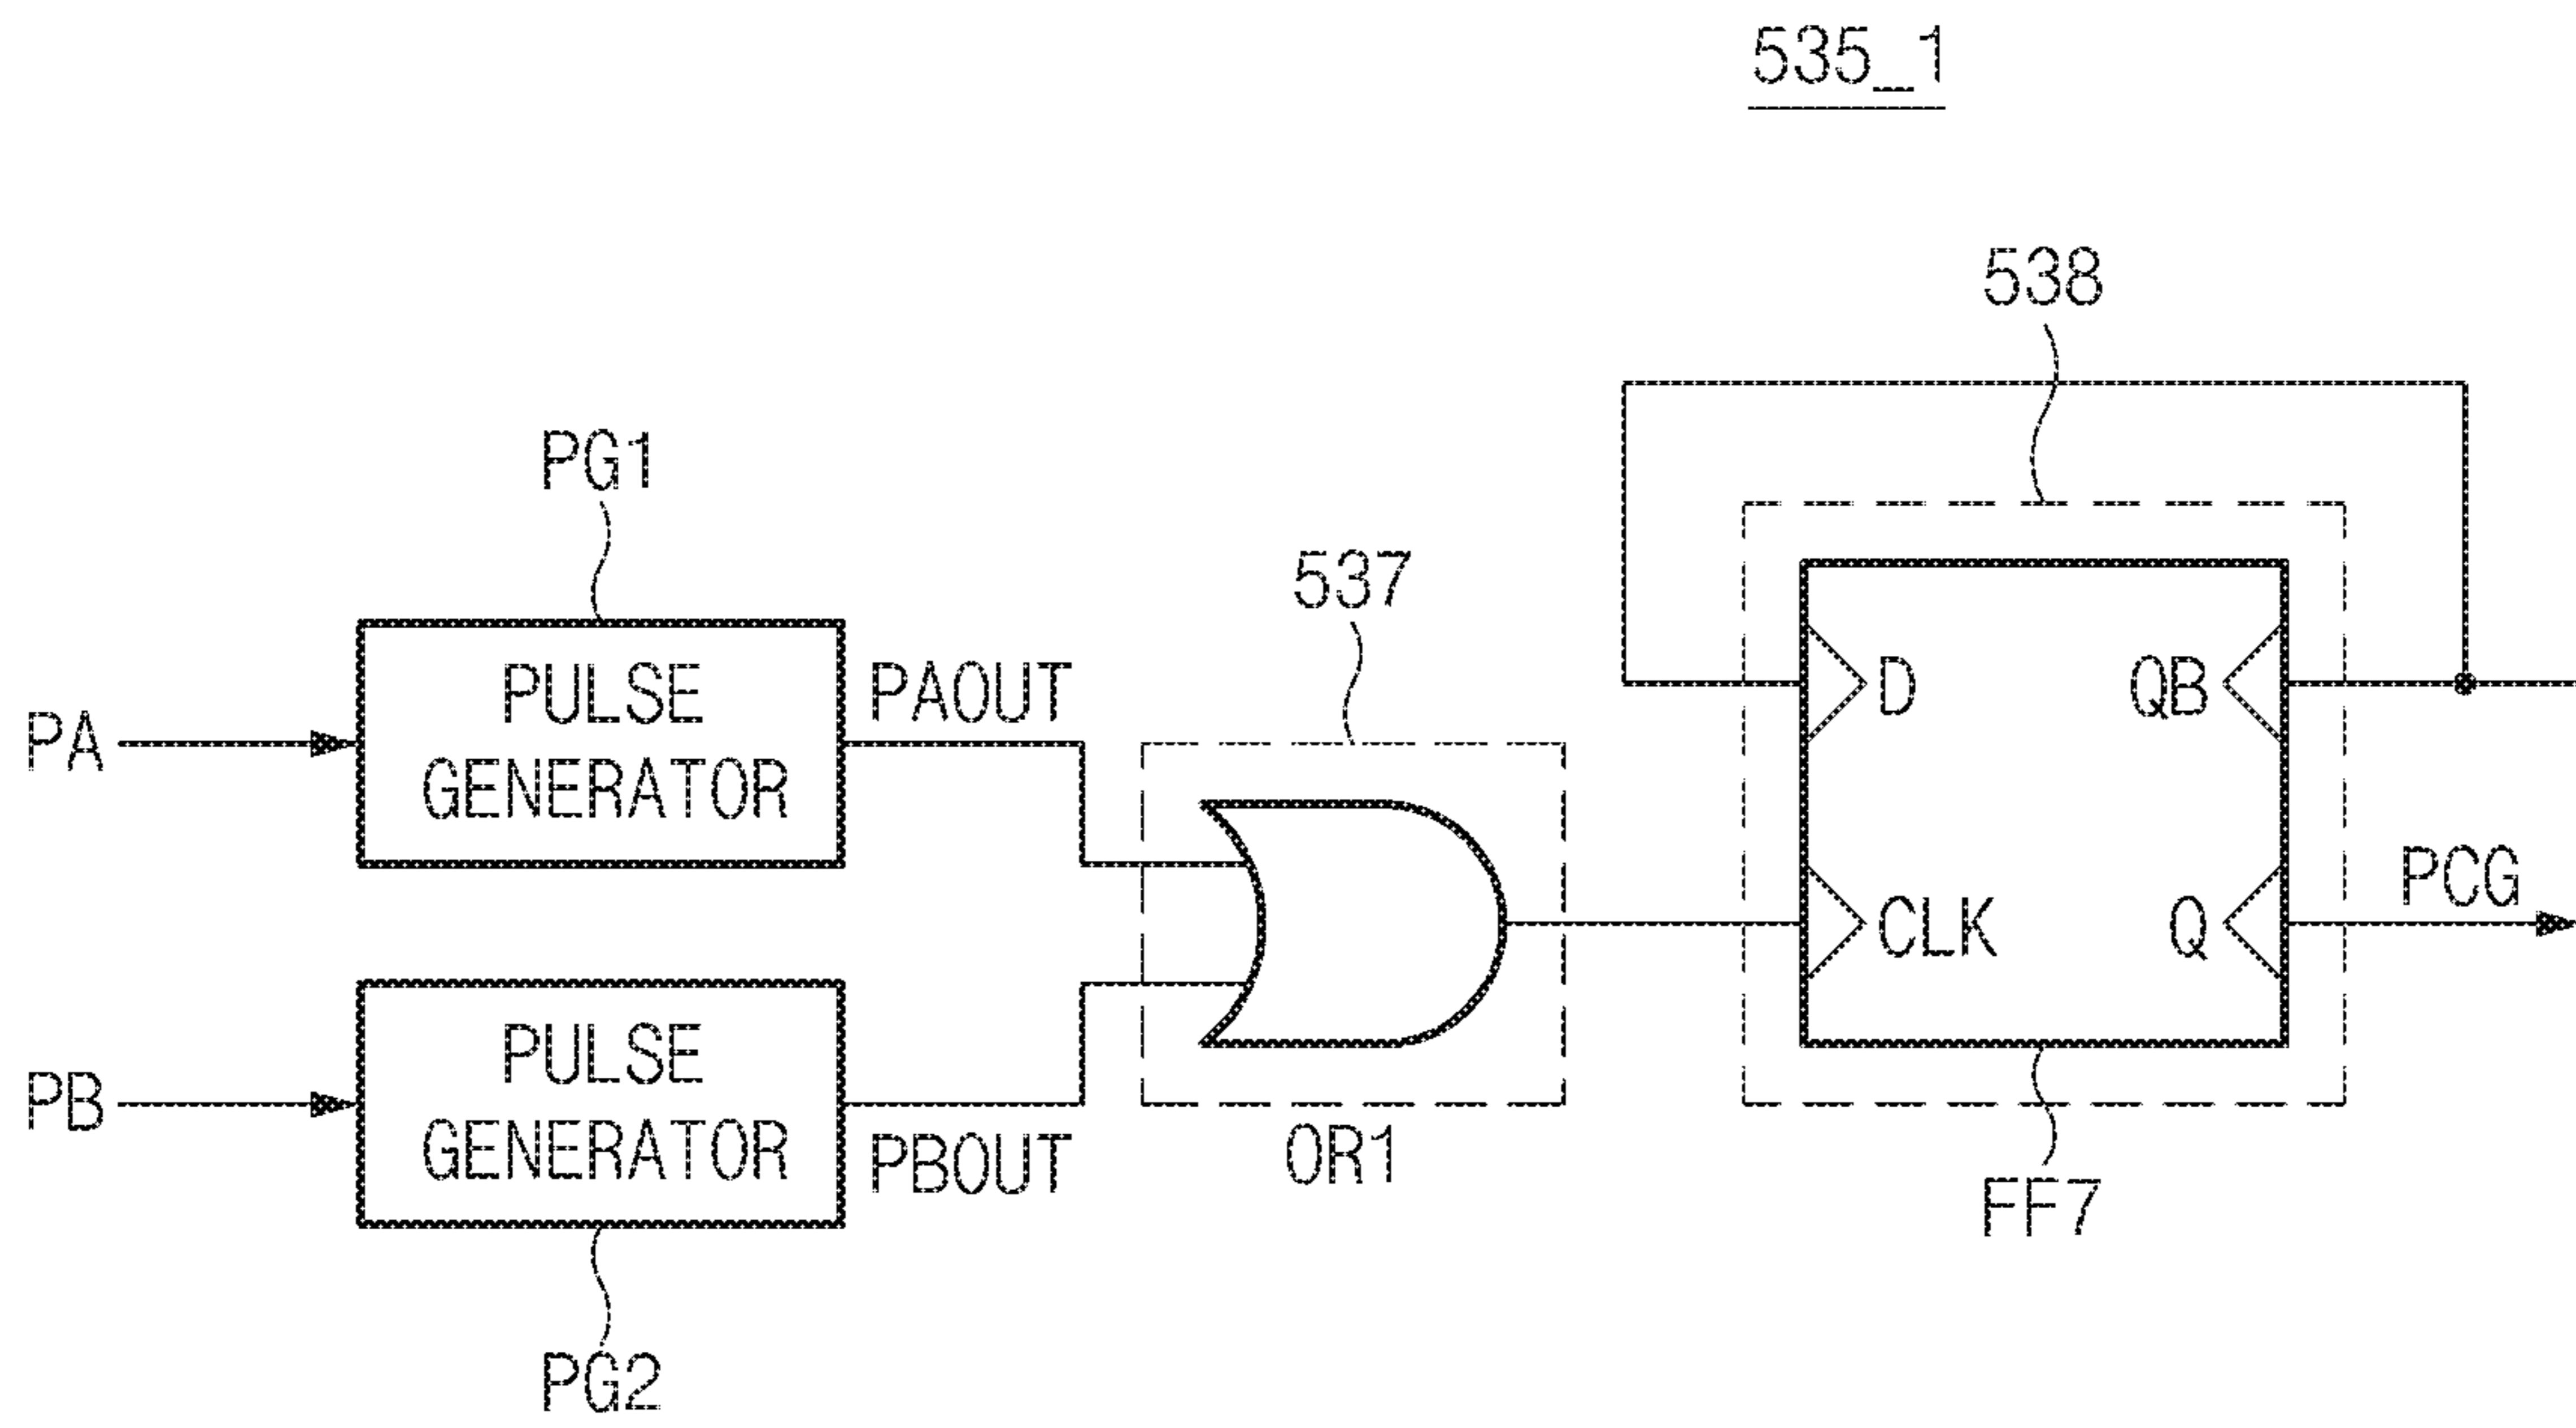 535_1
538
PG1
537
PULSE
GENERATOR
PAOUT
PA
D
QB
PCG
CLK
Q
PULSE
GENERATOR
PB
PBOUT
OR1
FF7
PG2